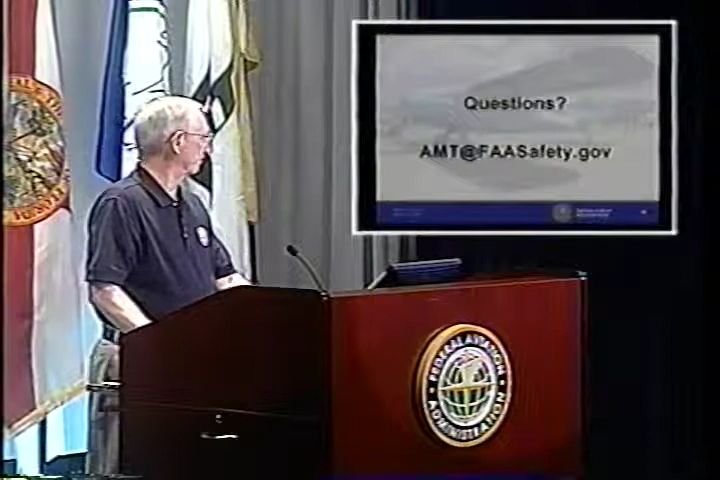 Questions?
AMT@FAASafety.gov
FEDERAL AVIATION
ADMINISTRATION